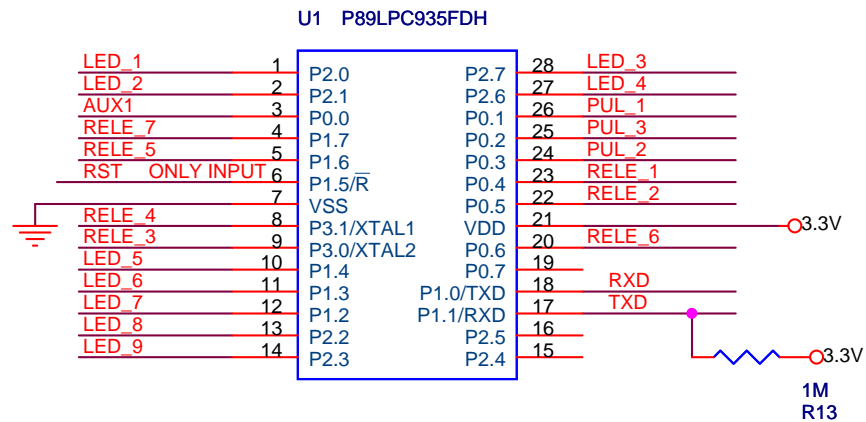 U1 P89LPC935FDH
LED_1 1 P2.0 P2.7 28 LED_3
LED_2 2 P2.1 P2.6 27 LED_4
AUX1 3 P0.0 P0.1 26 PUL_1
RELE_7 4 P1.7 P0.2 25 PUL_3
RELE_5 5 P1.6 P0.3 24 PUL_2
RST ONLY INPUT 6 P1.5/R̅ P0.4 23 RELE_1
7 VSS P0.5 22 RELE_2
RELE_4 8 P3.1/XTAL1 VDD 21 3.3V
RELE_3 9 P3.0/XTAL2 P0.6 20 RELE_6
LED_5 10 P1.4 P0.7 19
LED_6 11 P1.3 P1.0/TXD 18 RXD
LED_7 12 P1.2 P1.1/RXD 17 TXD
LED_8 13 P2.2 P2.5 16
LED_9 14 P2.3 P2.4 15
3.3V
1M
R13